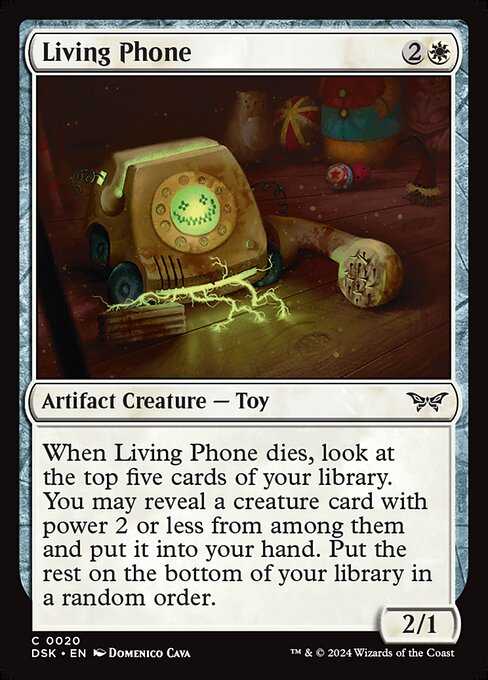 Living Phone 2
Artifact Creature — Toy
When Living Phone dies, look at
the top five cards of your library.
You may reveal a creature card with
power 2 or less from among them
and put it into your hand. Put the
rest on the bottom of your library in
a random order.
2/1
C 0020
DSK • EN Domenico Cava
™ & © 2024 Wizards of the Coast